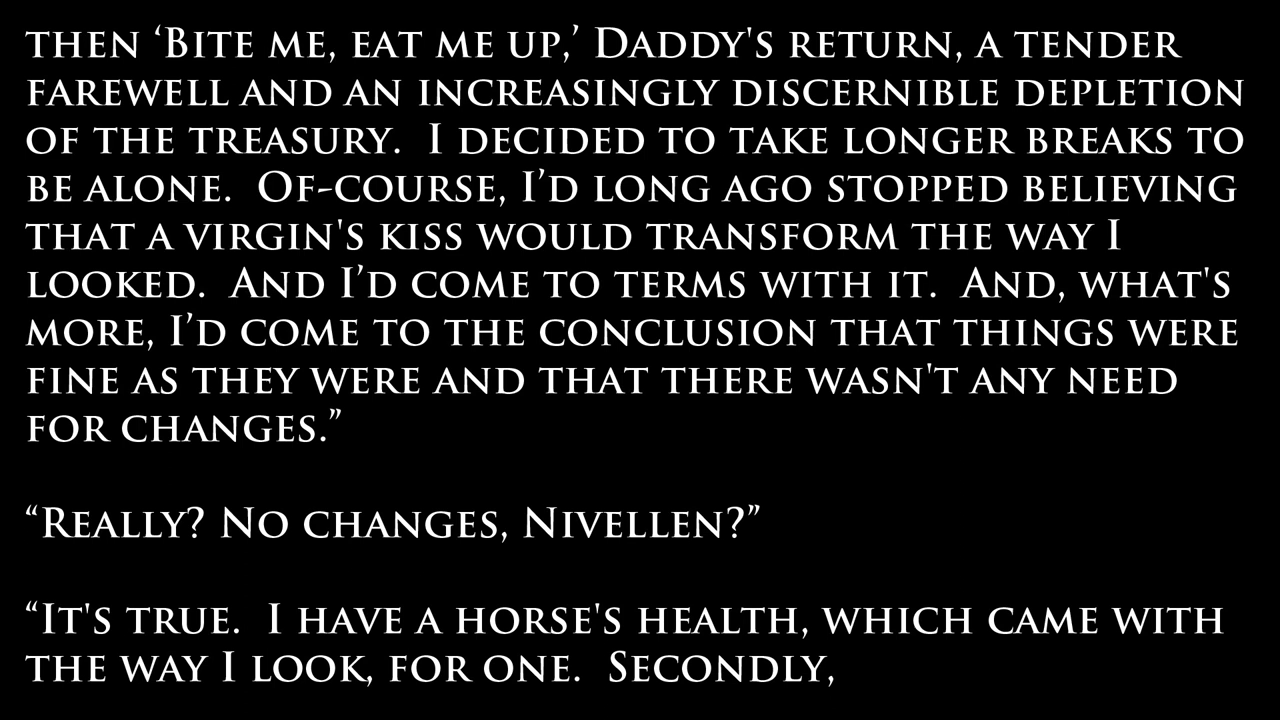 then ‘Bite me, eat me up,’ Daddy's return, a tender
farewell and an increasingly discernible depletion
of the treasury.  I decided to take longer breaks to
be alone.  Of-course, I’d long ago stopped believing
that a virgin's kiss would transform the way I
looked.  And I’d come to terms with it.  And, what's
more, I’d come to the conclusion that things were
fine as they were and that there wasn't any need
for changes.”
“Really? No changes, Nivellen?”
“It's true.  I have a horse's health, which came with
the way I look, for one.  Secondly,